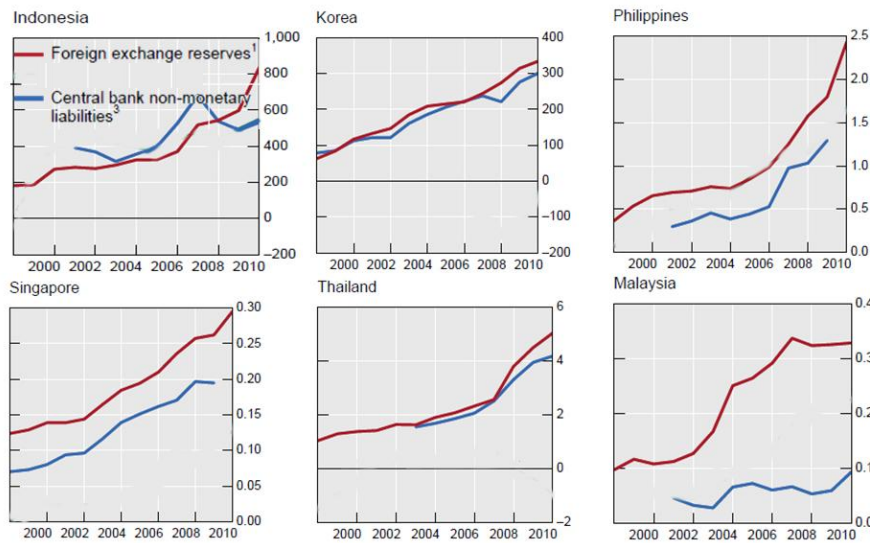 Indonesia
1,000
800
600
400
200
0
–200
Foreign exchange reserves1
Central bank non-monetary
liabilities3
2000 2002 2004 2006 2008 2010
Korea
400
300
200
100
0
–100
–200
2000 2002 2004 2006 2008 2010
Philippines
2.5
2.0
1.5
1.0
0.5
0.0
2000 2002 2004 2006 2008 2010
Singapore
0.30
0.25
0.20
0.15
0.10
0.05
0.00
2000 2002 2004 2006 2008 2010
Thailand
6
4
2
0
–2
2000 2002 2004 2006 2008 2010
Malaysia
0.4
0.3
0.2
0.1
0.0
2000 2002 2004 2006 2008 2010